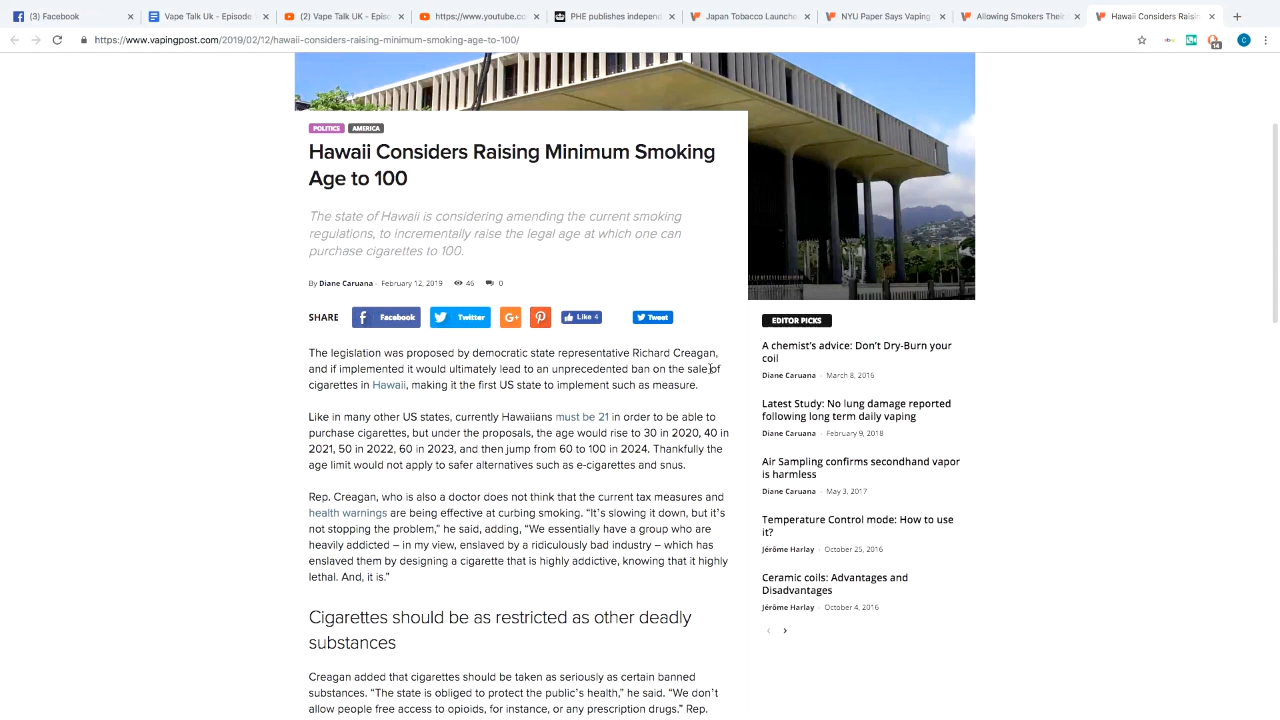 (3) Facebook
Vape Talk Uk - Episode
(2) Vape Talk UK - Episo
https://www.youtube.co
PHE publishes independ
Japan Tobacco Launche
NYU Paper Says Vaping
Allowing Smokers Their
Hawaii Considers Raisin
https://www.vapingpost.com/2019/02/12/hawaii-considers-raising-minimum-smoking-age-to-100/
14
C
POLITICS AMERICA
Hawaii Considers Raising Minimum Smoking
Age to 100
The state of Hawaii is considering amending the current smoking
regulations, to incrementally raise the legal age at which one can
purchase cigarettes to 100.
By Diane Caruana - February 12, 2019 46 0
SHARE Facebook Twitter G+ Like 4 Tweet
The legislation was proposed by democratic state representative Richard Creagan,
and if implemented it would ultimately lead to an unprecedented ban on the sale of
cigarettes in Hawaii, making it the first US state to implement such as measure.
Like in many other US states, currently Hawaiians must be 21 in order to be able to
purchase cigarettes, but under the proposals, the age would rise to 30 in 2020, 40 in
2021, 50 in 2022, 60 in 2023, and then jump from 60 to 100 in 2024. Thankfully the
age limit would not apply to safer alternatives such as e-cigarettes and snus.
Rep. Creagan, who is also a doctor does not think that the current tax measures and
health warnings are being effective at curbing smoking. “It’s slowing it down, but it’s
not stopping the problem,” he said, adding, “We essentially have a group who are
heavily addicted – in my view, enslaved by a ridiculously bad industry – which has
enslaved them by designing a cigarette that is highly addictive, knowing that it highly
lethal. And, it is.”
Cigarettes should be as restricted as other deadly
substances
Creagan added that cigarettes should be taken as seriously as certain banned
substances. “The state is obliged to protect the public’s health,” he said. “We don’t
allow people free access to opioids, for instance, or any prescription drugs.” Rep.
EDITOR PICKS
A chemist’s advice: Don’t Dry-Burn your
coil
Diane Caruana - March 8, 2016
Latest Study: No lung damage reported
following long term daily vaping
Diane Caruana - February 9, 2018
Air Sampling confirms secondhand vapor
is harmless
Diane Caruana - May 3, 2017
Temperature Control mode: How to use
it?
Jérôme Harlay - October 25, 2016
Ceramic coils: Advantages and
Disadvantages
Jérôme Harlay - October 4, 2016